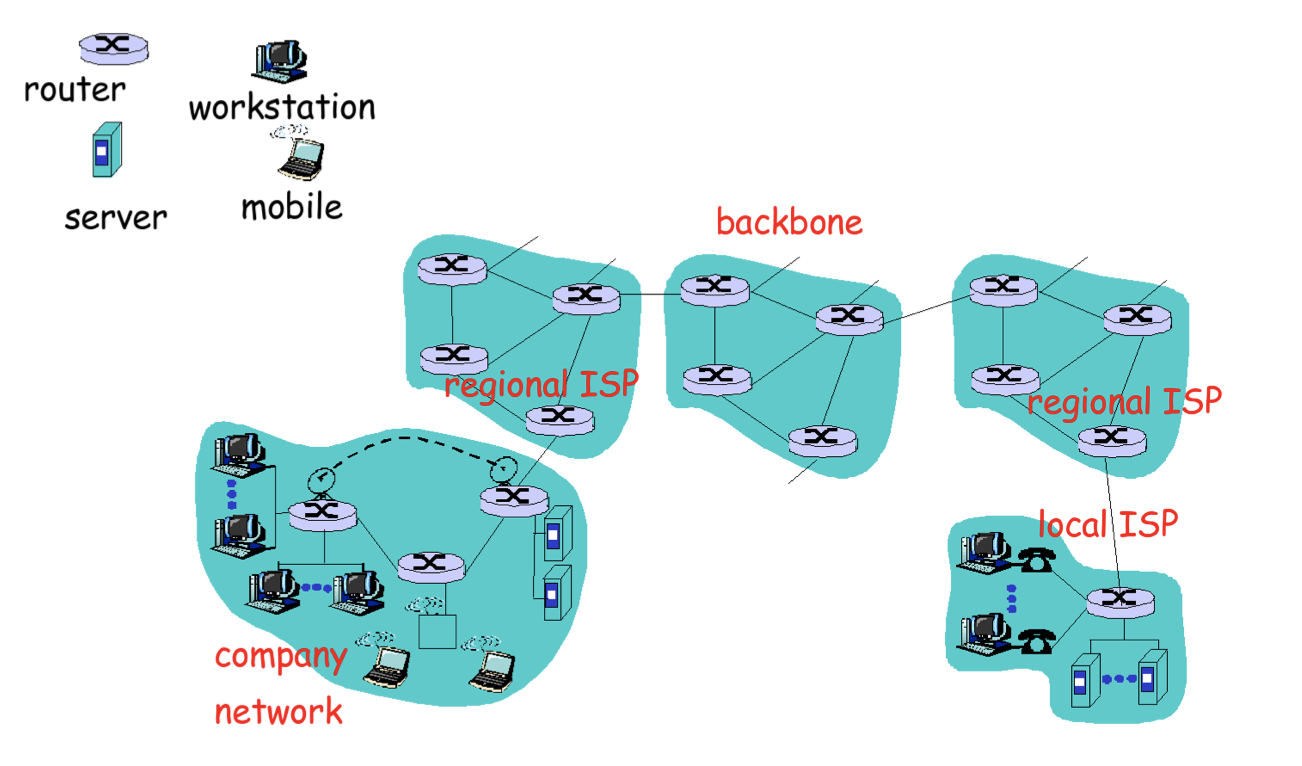 router
workstation
server
mobile
backbone
regional ISP
regional ISP
local ISP
company
network